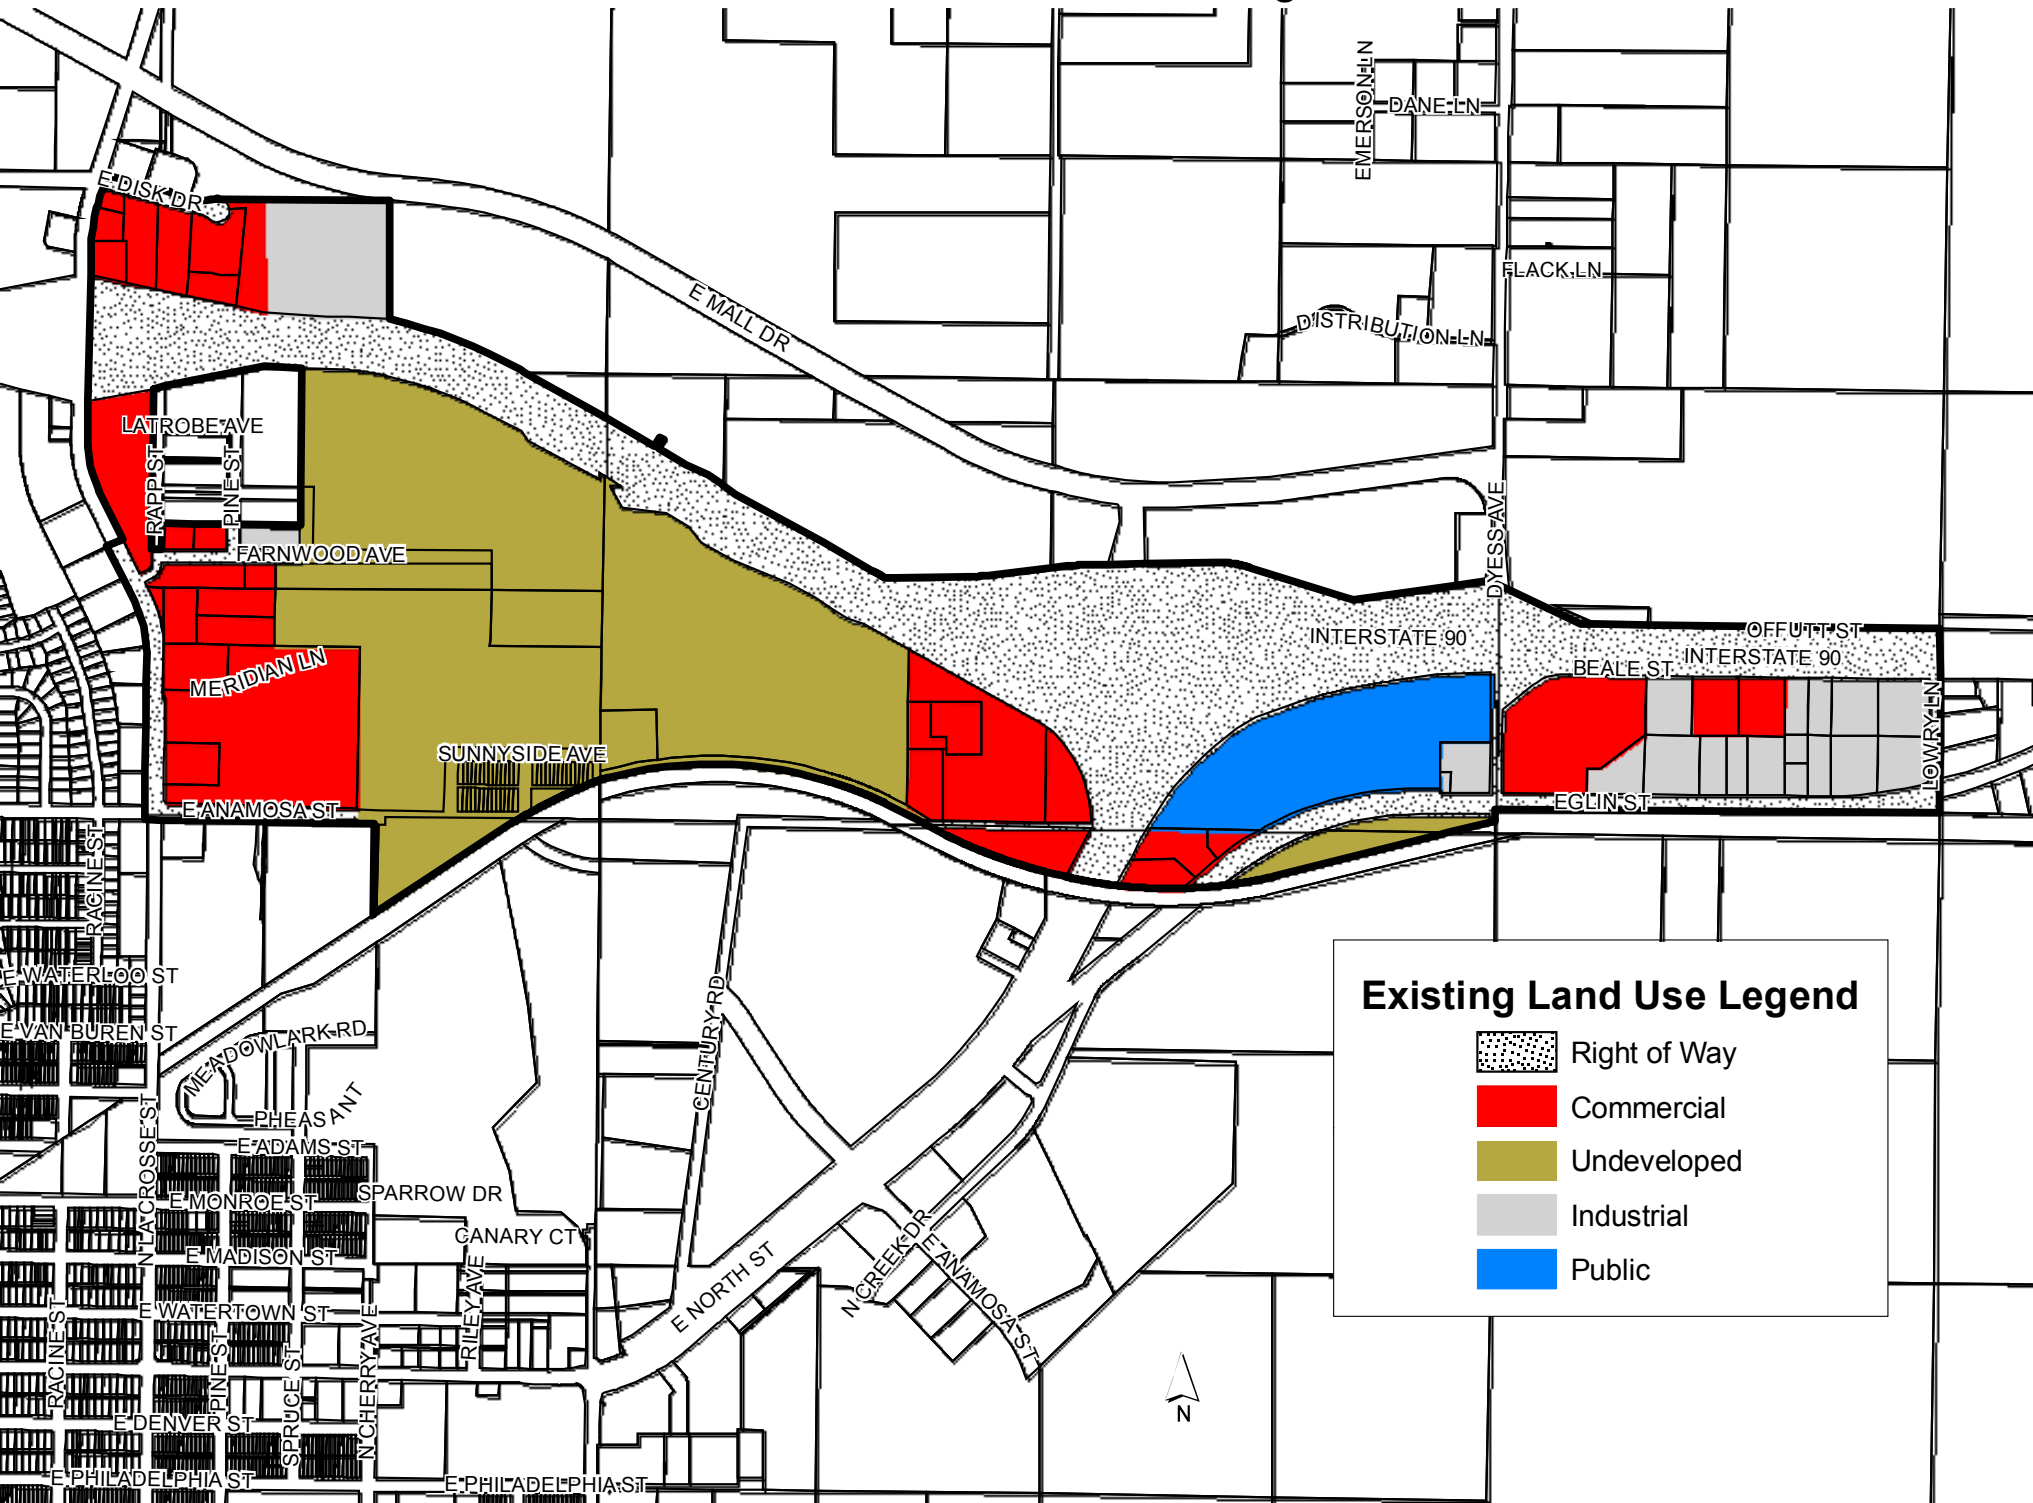 EMERSON LN
DANE LN
E DISK DR
FLACK LN
E MALL DR
DISTRIBUTION LN
LATROBE AVE
RAPP ST
PINE ST
DYESS AVE
FARNWOOD AVE
INTERSTATE 90
OFFUTT ST
INTERSTATE 90
BEALE ST
MERIDIAN LN
LOWRY LN
SUNNYSIDE AVE
E ANAMOSA ST
EGLIN ST
RACINE ST
E WATERLOO ST
E VAN BUREN ST
MEADOWLARK RD
CENTURY RD
PHEASANT
N LACROSSE ST
E ADAMS ST
E MONROE ST
SPARROW DR
CANARY CT
E MADISON ST
RILEY AVE
E NORTH ST
N CREEK DR
E ANAMOSA ST
E WATERTOWN ST
RACINE ST
PINE ST
SPRUCE ST
N CHERRY AVE
E DENVER ST
E PHILADELPHIA ST
E PHILADELPHIA ST
Existing Land Use Legend
Right of Way
Commercial
Undeveloped
Industrial
Public
N